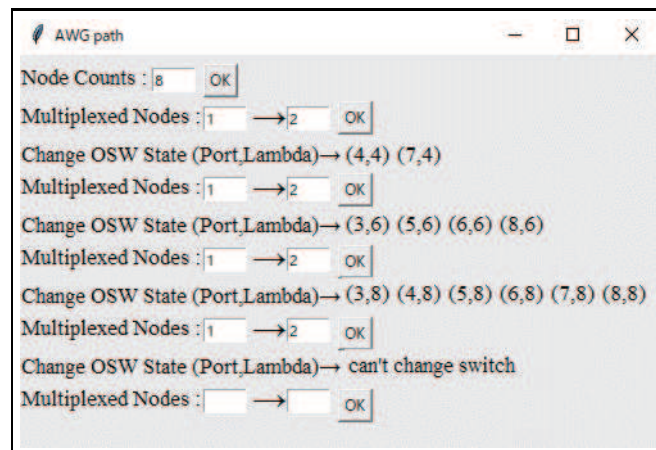 AWG path
Node Counts : 8 OK
Multiplexed Nodes : 1 → 2 OK
Change OSW State (Port,Lambda)→ (4,4) (7,4)
Multiplexed Nodes : 1 → 2 OK
Change OSW State (Port,Lambda)→ (3,6) (5,6) (6,6) (8,6)
Multiplexed Nodes : 1 → 2 OK
Change OSW State (Port,Lambda)→ (3,8) (4,8) (5,8) (6,8) (7,8) (8,8)
Multiplexed Nodes : 1 → 2 OK
Change OSW State (Port,Lambda)→ can't change switch
Multiplexed Nodes : → OK